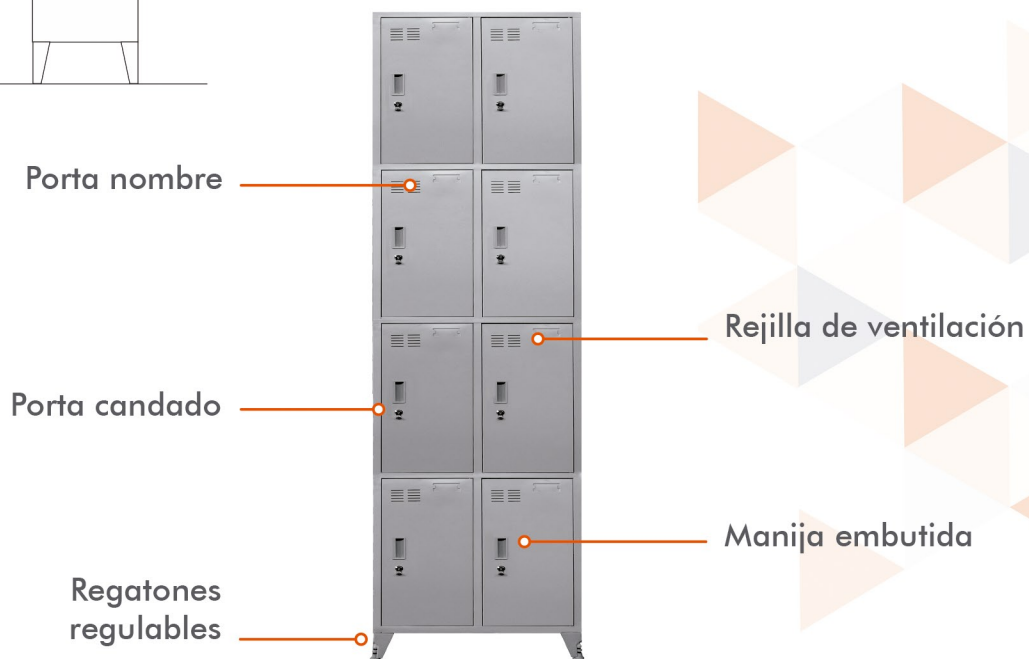 Porta nombre
Rejilla de ventilación
Porta candado
Manija embutida
Regatones
regulables